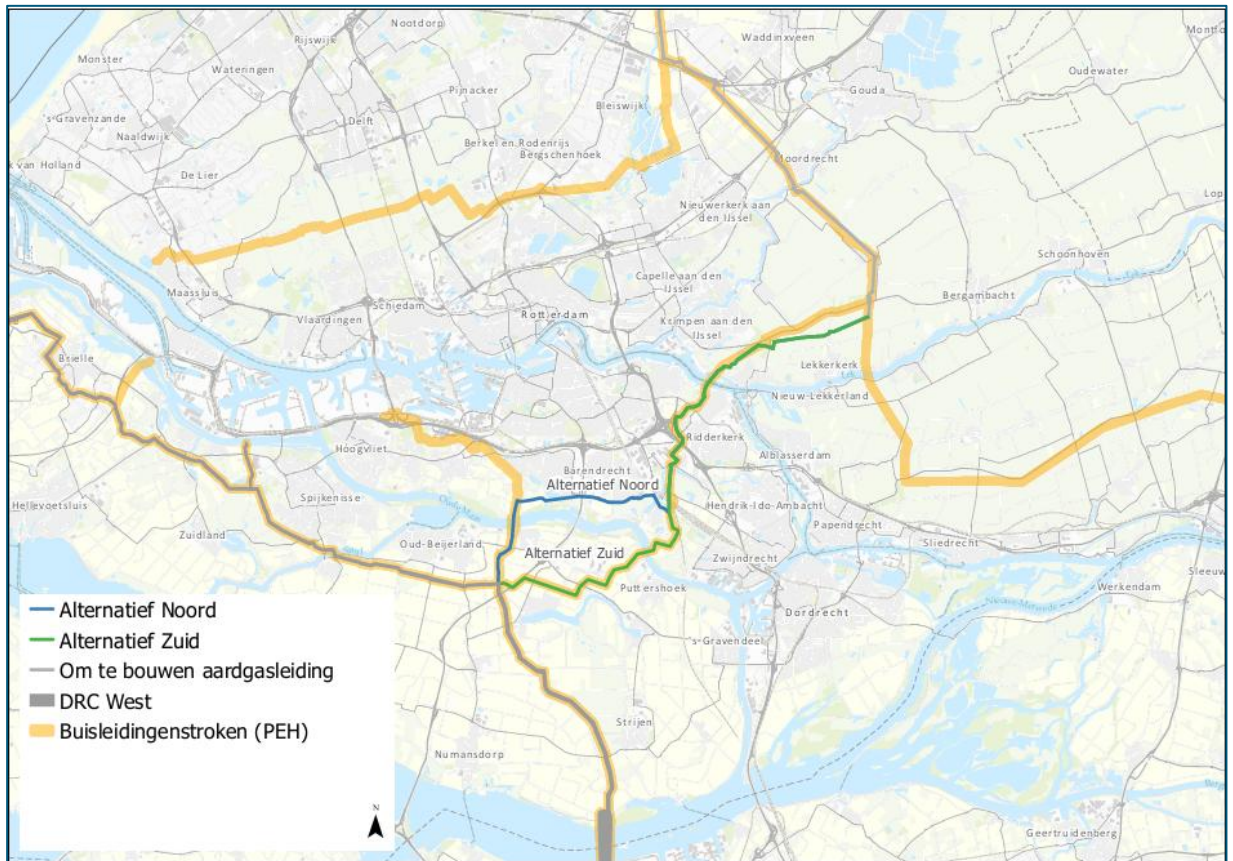 Nootdorp
Waddinxveen
Rijswijk
Monster
Wateringen
Oudewater
Gouda
Pijnacker
Bleiswijk
's-Gravenzande
Delft
Naaldwijk
Berkel en Rodenrijs
Bergschenhoek
Moordrecht
van Holland
De Lier
Nieuwerkerk aan
den IJssel
Schoonhoven
Capelle aan den
IJssel
Maassluis
Bergambacht
Schiedam
Rotterdam
Vlaardingen
Krimpen aan den
IJssel
Brielle
Lekkerkerk
Lek
Nieuw-Lekkerland
Ridderkerk
Hoogvliet
Alblasserdam
Barendrecht
Alternatief Noord
Spijkenisse
Hellevoetsluis
Oude Maas
Hendrik-Ido-Ambacht
Papendrecht
Zuidland
Oud-Beijerland
Sliedrecht
Alternatief Zuid
Zwijndrecht
Puttershoek
Werkendam
Dordrecht
's-Gravendeel
Strijen
Numansdorp
Geertruidenberg
Alternatief Noord
Alternatief Zuid
Om te bouwen aardgasleiding
DRC West
Buisleidingenstroken (PEH)
N